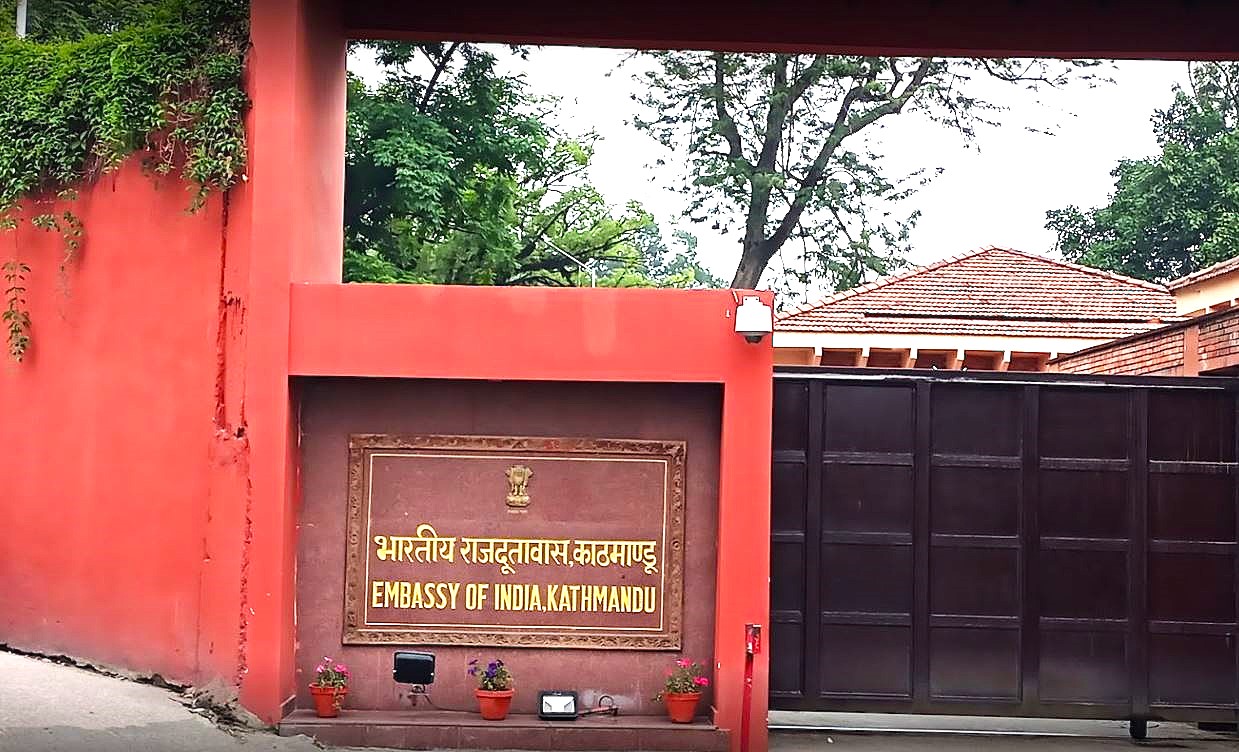 भारतीय राजदूतावास,काठमाण्डू
EMBASSY OF INDIA,KATHMANDU